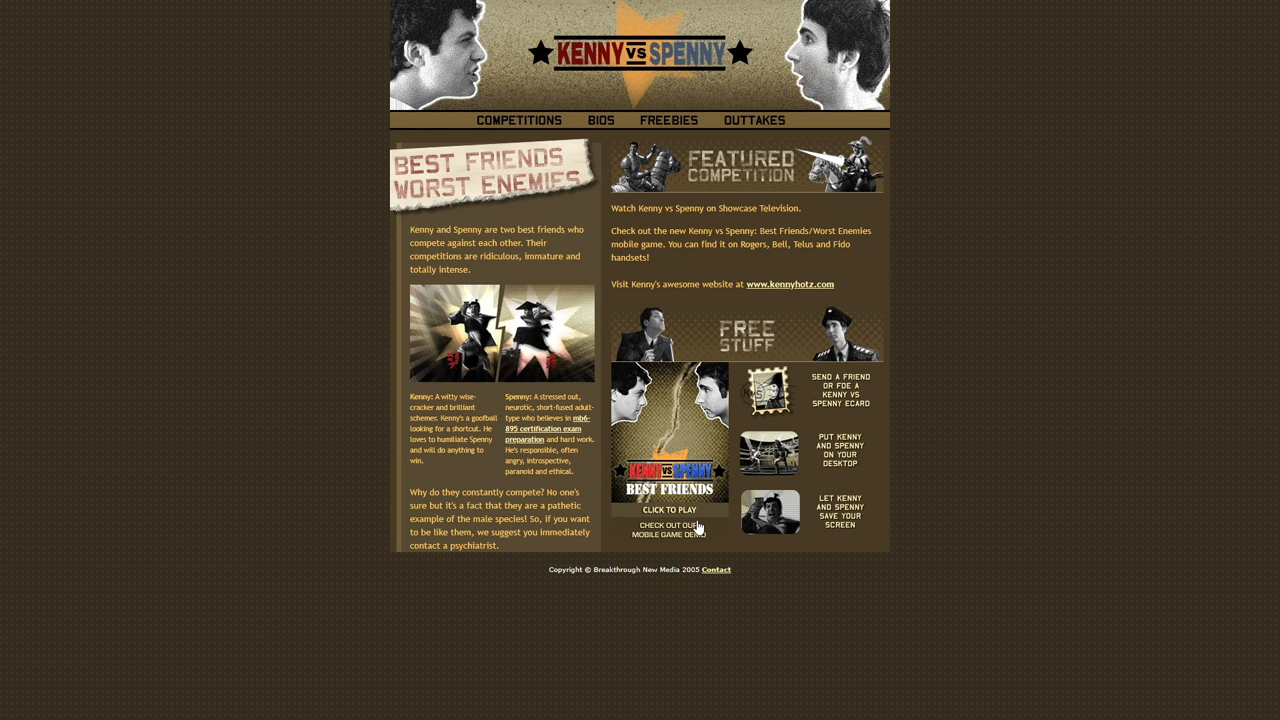 KENNY VS SPENNY
COMPETITIONS BIOS FREEBIES OUTTAKES
BEST FRIENDS
WORST ENEMIES
Kenny and Spenny are two best friends who
compete against each other. Their
competitions are ridiculous, immature and
totally intense.
Kenny: A witty wise-
cracker and brilliant
schemer. Kenny's a goofball
looking for a shortcut. He
loves to humiliate Spenny
and will do anything to
win.
Spenny: A stressed out,
neurotic, short-fused adult-
type who believes in mb6-
895 certification exam
preparation and hard work.
He's responsible, often
angry, introspective,
paranoid and ethical.
Why do they constantly compete? No one's
sure but it's a fact that they are a pathetic
example of the male species! So, if you want
to be like them, we suggest you immediately
contact a psychiatrist.
FEATURED
COMPETITION
Watch Kenny vs Spenny on Showcase Television.
Check out the new Kenny vs Spenny: Best Friends/Worst Enemies
mobile game. You can find it on Rogers, Bell, Telus and Fido
handsets!
Visit Kenny's awesome website at www.kennyhotz.com
FREE
STUFF
KENNY VS SPENNY
BEST FRIENDS
CLICK TO PLAY
CHECK OUT OUR
MOBILE GAME DEMO
SEND A FRIEND
OR FOE A
KENNY VS
SPENNY ECARD
PUT KENNY
AND SPENNY
ON YOUR
DESKTOP
LET KENNY
AND SPENNY
SAVE YOUR
SCREEN
Copyright © Breakthrough New Media 2005 Contact